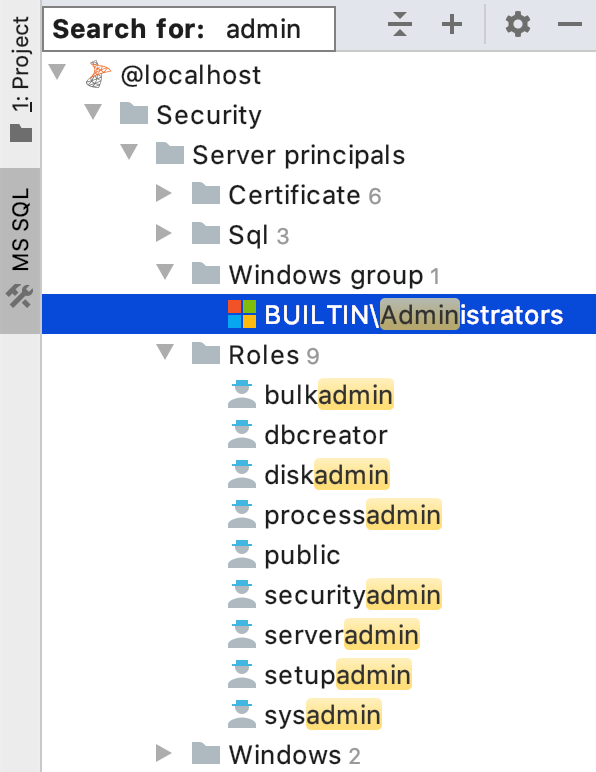 Search for: admin
1: Project
MS SQL
@localhost
Security
Server principals
Certificate 6
Sql 3
Windows group 1
BUILTIN\Administrators
Roles 9
bulkadmin
dbcreator
diskadmin
processadmin
public
securityadmin
serveradmin
setupadmin
sysadmin
Windows 2